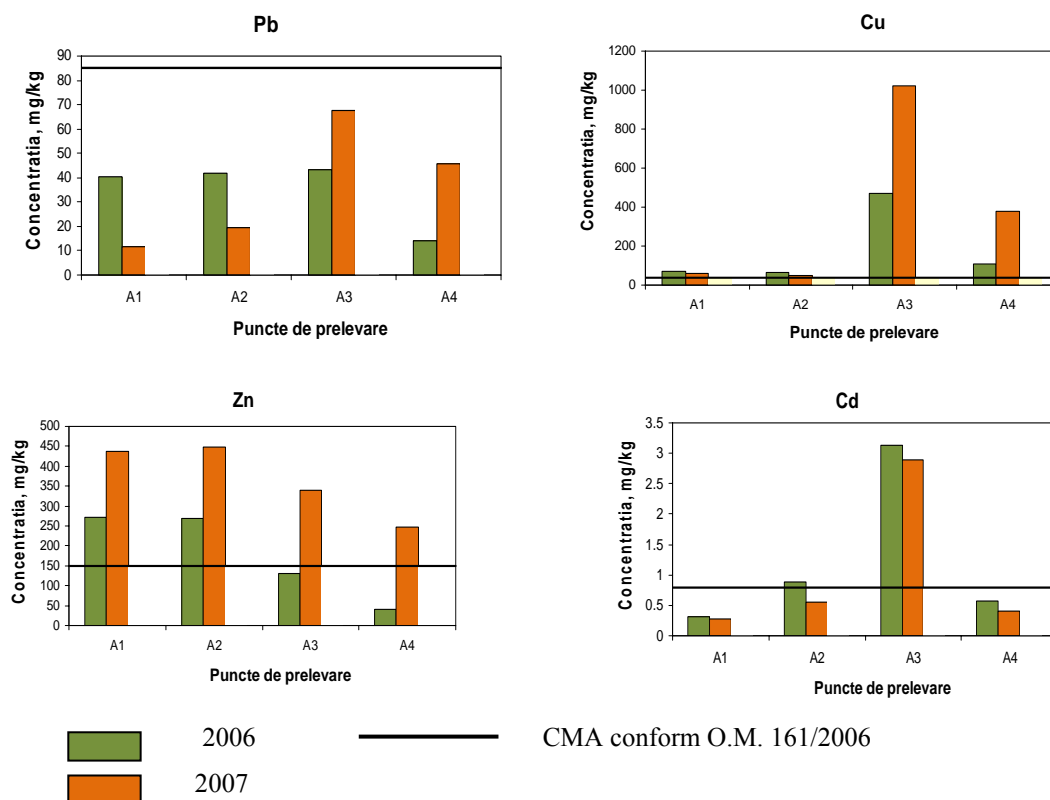 Pb
Concentratia, mg/kg
90
80
70
60
50
40
30
20
10
0
A1 A2 A3 A4
Puncte de prelevare
Cu
Concentratia, mg/kg
1200
1000
800
600
400
200
0
A1 A2 A3 A4
Puncte de prelevare
Zn
Concentratia, mg/kg
500
450
400
350
300
250
200
150
100
50
0
A1 A2 A3 A4
Puncte de prelevare
Cd
Concentratia, mg/kg
3.5
3
2.5
2
1.5
1
0.5
0
A1 A2 A3 A4
Puncte de prelevare
2006 CMA conform O.M. 161/2006
2007